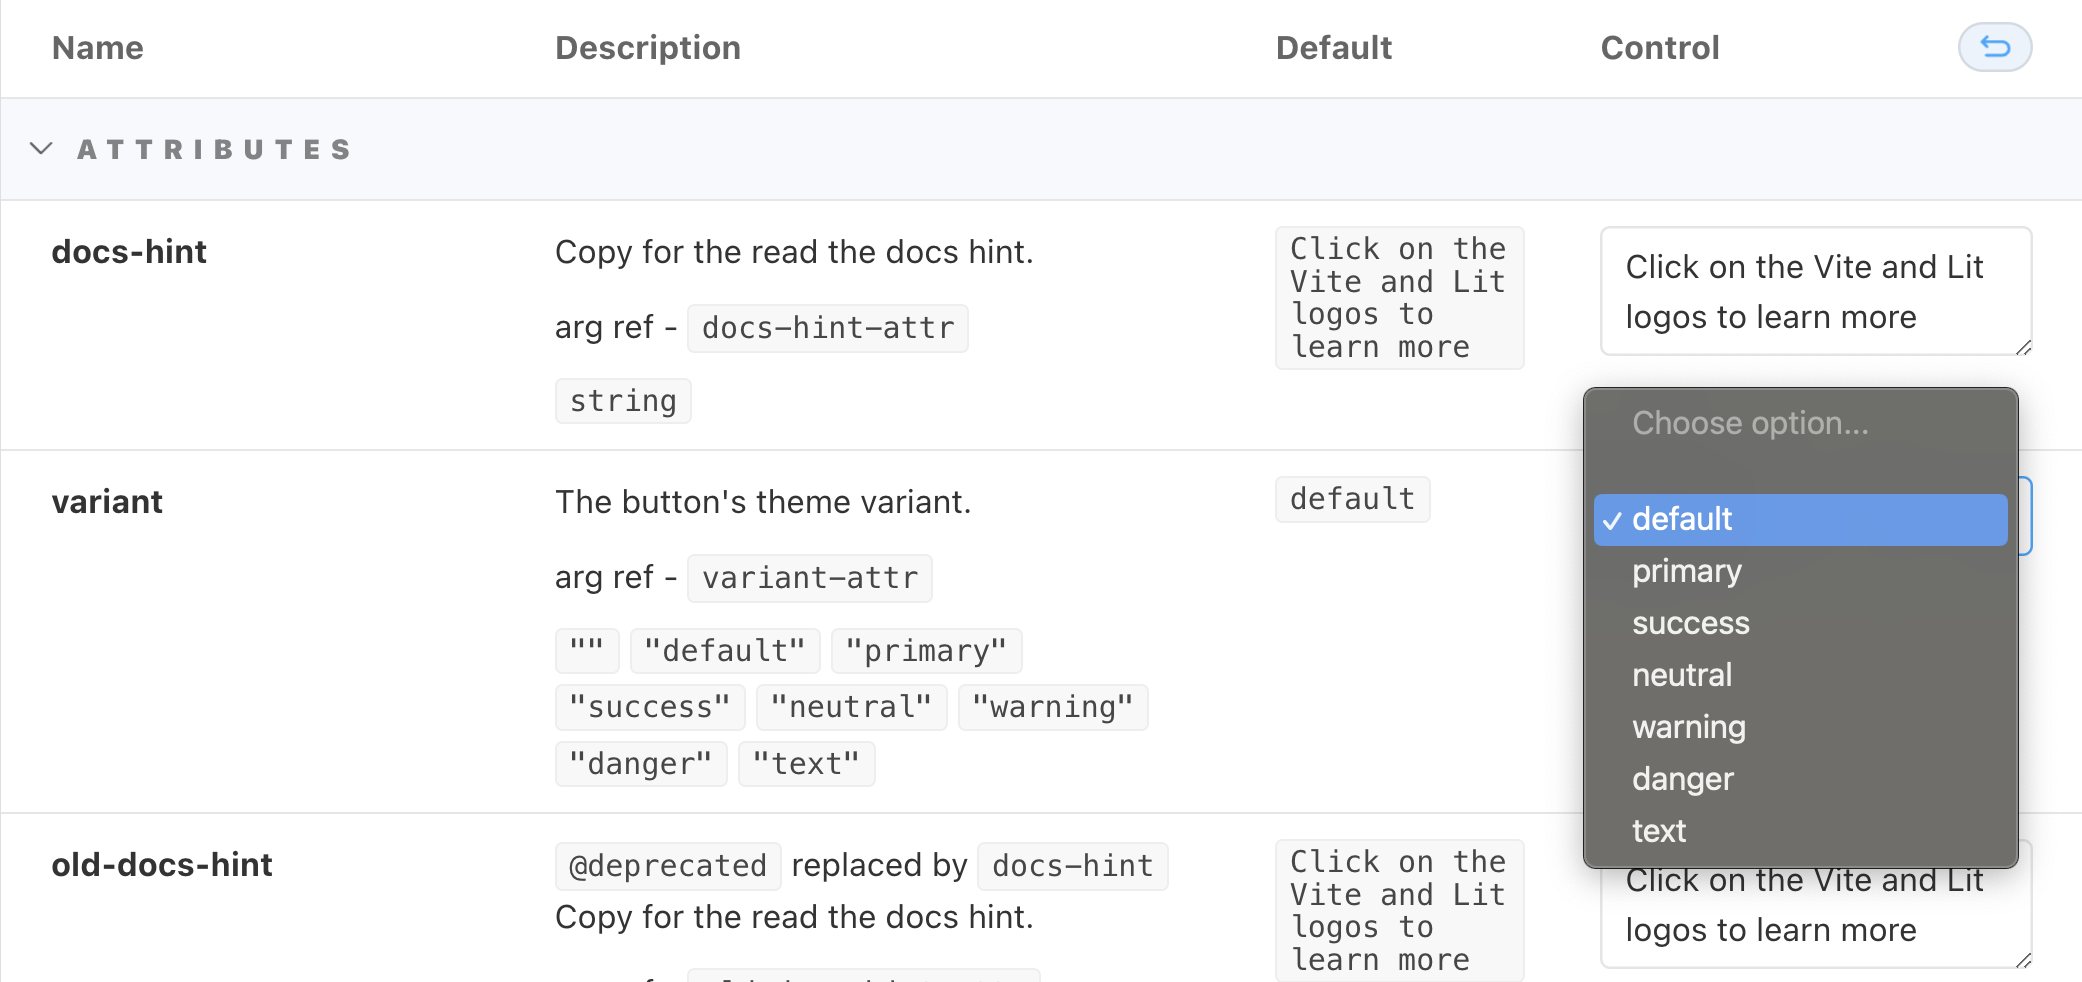 Name Description Default Control
ATTRIBUTES
docs-hint
Copy for the read the docs hint.
arg ref - docs-hint-attr
string
Click on the
Vite and Lit
logos to
learn more
Click on the Vite and Lit
logos to learn more
variant
The button's theme variant.
arg ref - variant-attr
"" "default" "primary"
"success" "neutral" "warning"
"danger" "text"
default
Choose option...
✓ default
primary
success
neutral
warning
danger
text
old-docs-hint
@deprecated replaced by docs-hint
Copy for the read the docs hint.
Click on the
Vite and Lit
logos to
learn more
Click on the Vite and Lit
logos to learn more